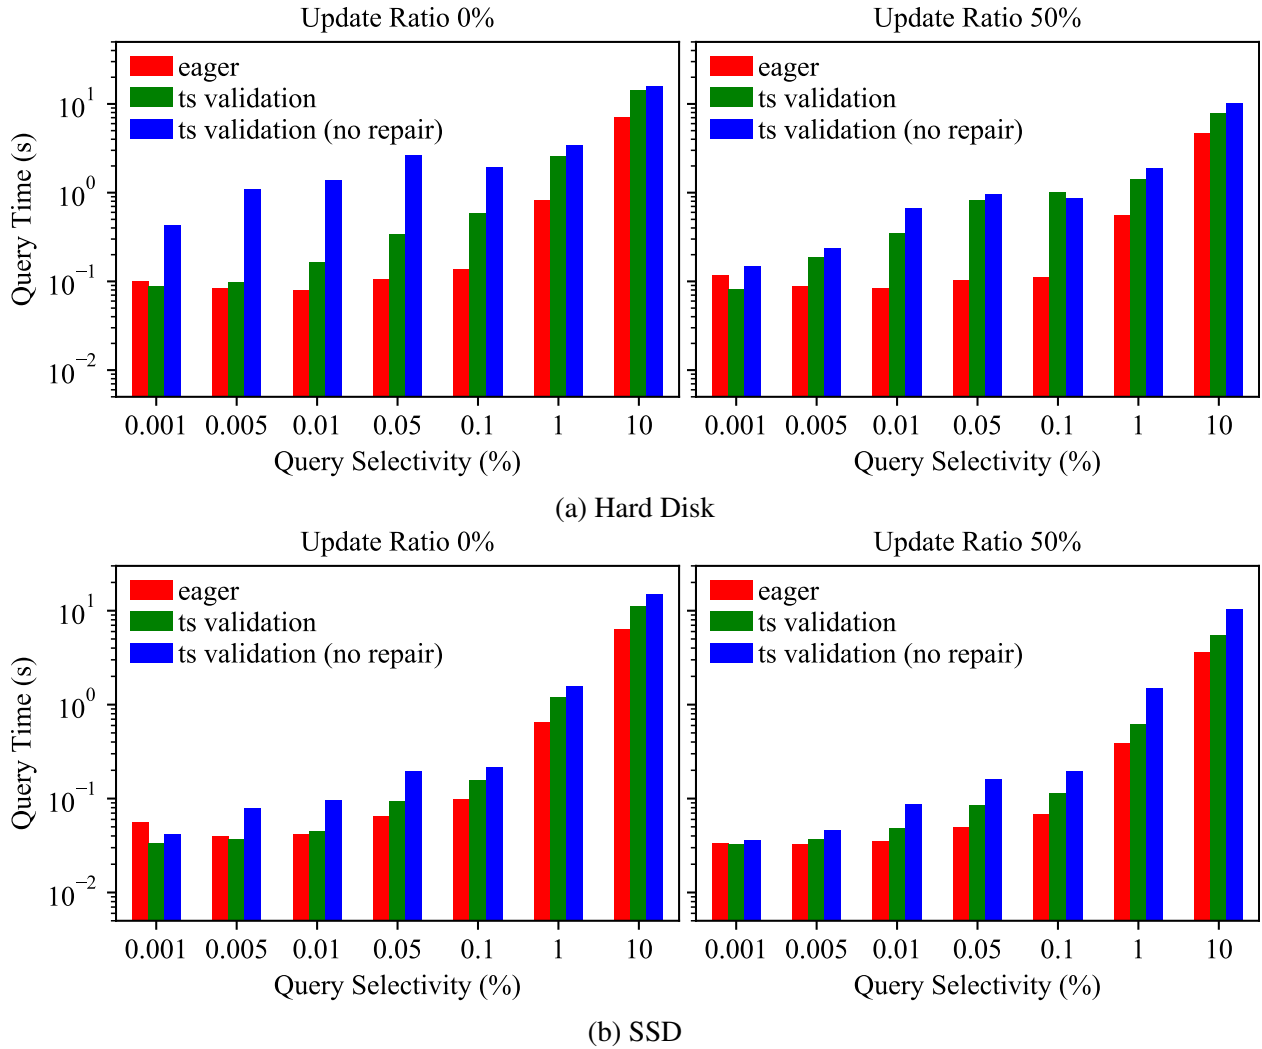 Update Ratio 0%
Update Ratio 50%
eager
ts validation
ts validation (no repair)
eager
ts validation
ts validation (no repair)
Query Time (s)
10^1
10^0
10^−1
10^−2
0.001 0.005 0.01 0.05 0.1 1 10
0.001 0.005 0.01 0.05 0.1 1 10
Query Selectivity (%)
Query Selectivity (%)
(a) Hard Disk
Update Ratio 0%
Update Ratio 50%
eager
ts validation
ts validation (no repair)
eager
ts validation
ts validation (no repair)
Query Time (s)
10^1
10^0
10^−1
10^−2
0.001 0.005 0.01 0.05 0.1 1 10
0.001 0.005 0.01 0.05 0.1 1 10
Query Selectivity (%)
Query Selectivity (%)
(b) SSD